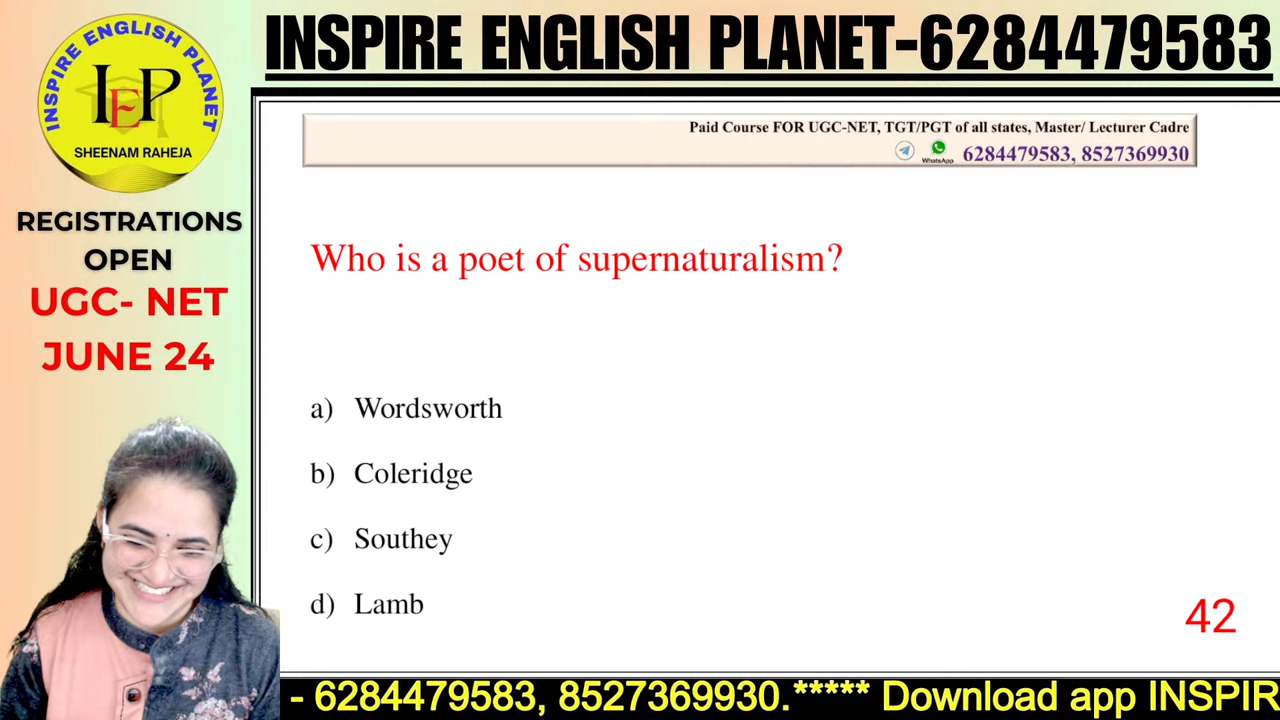 INSPIRE ENGLISH PLANET
IEP
SHEENAM RAHEJA
REGISTRATIONS
OPEN
UGC- NET
JUNE 24
INSPIRE ENGLISH PLANET-6284479583
Paid Course FOR UGC-NET, TGT/PGT of all states, Master/ Lecturer Cadre
WhatsApp 6284479583, 8527369930
Who is a poet of supernaturalism?
a) Wordsworth
b) Coleridge
c) Southey
d) Lamb
42
- 6284479583, 8527369930.***** Download app INSPIR